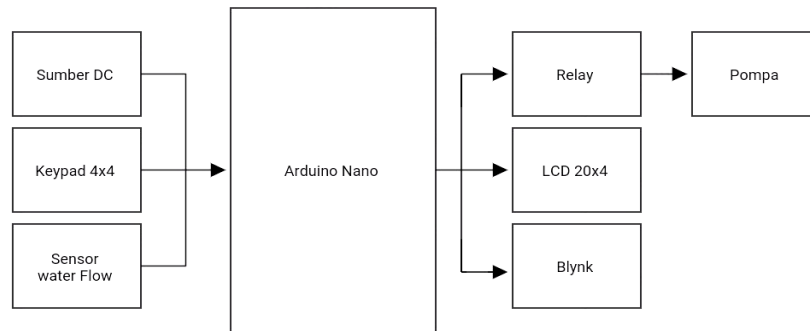 Sumber DC
Keypad 4x4
Sensor
water Flow
Arduino Nano
Relay
LCD 20x4
Blynk
Pompa